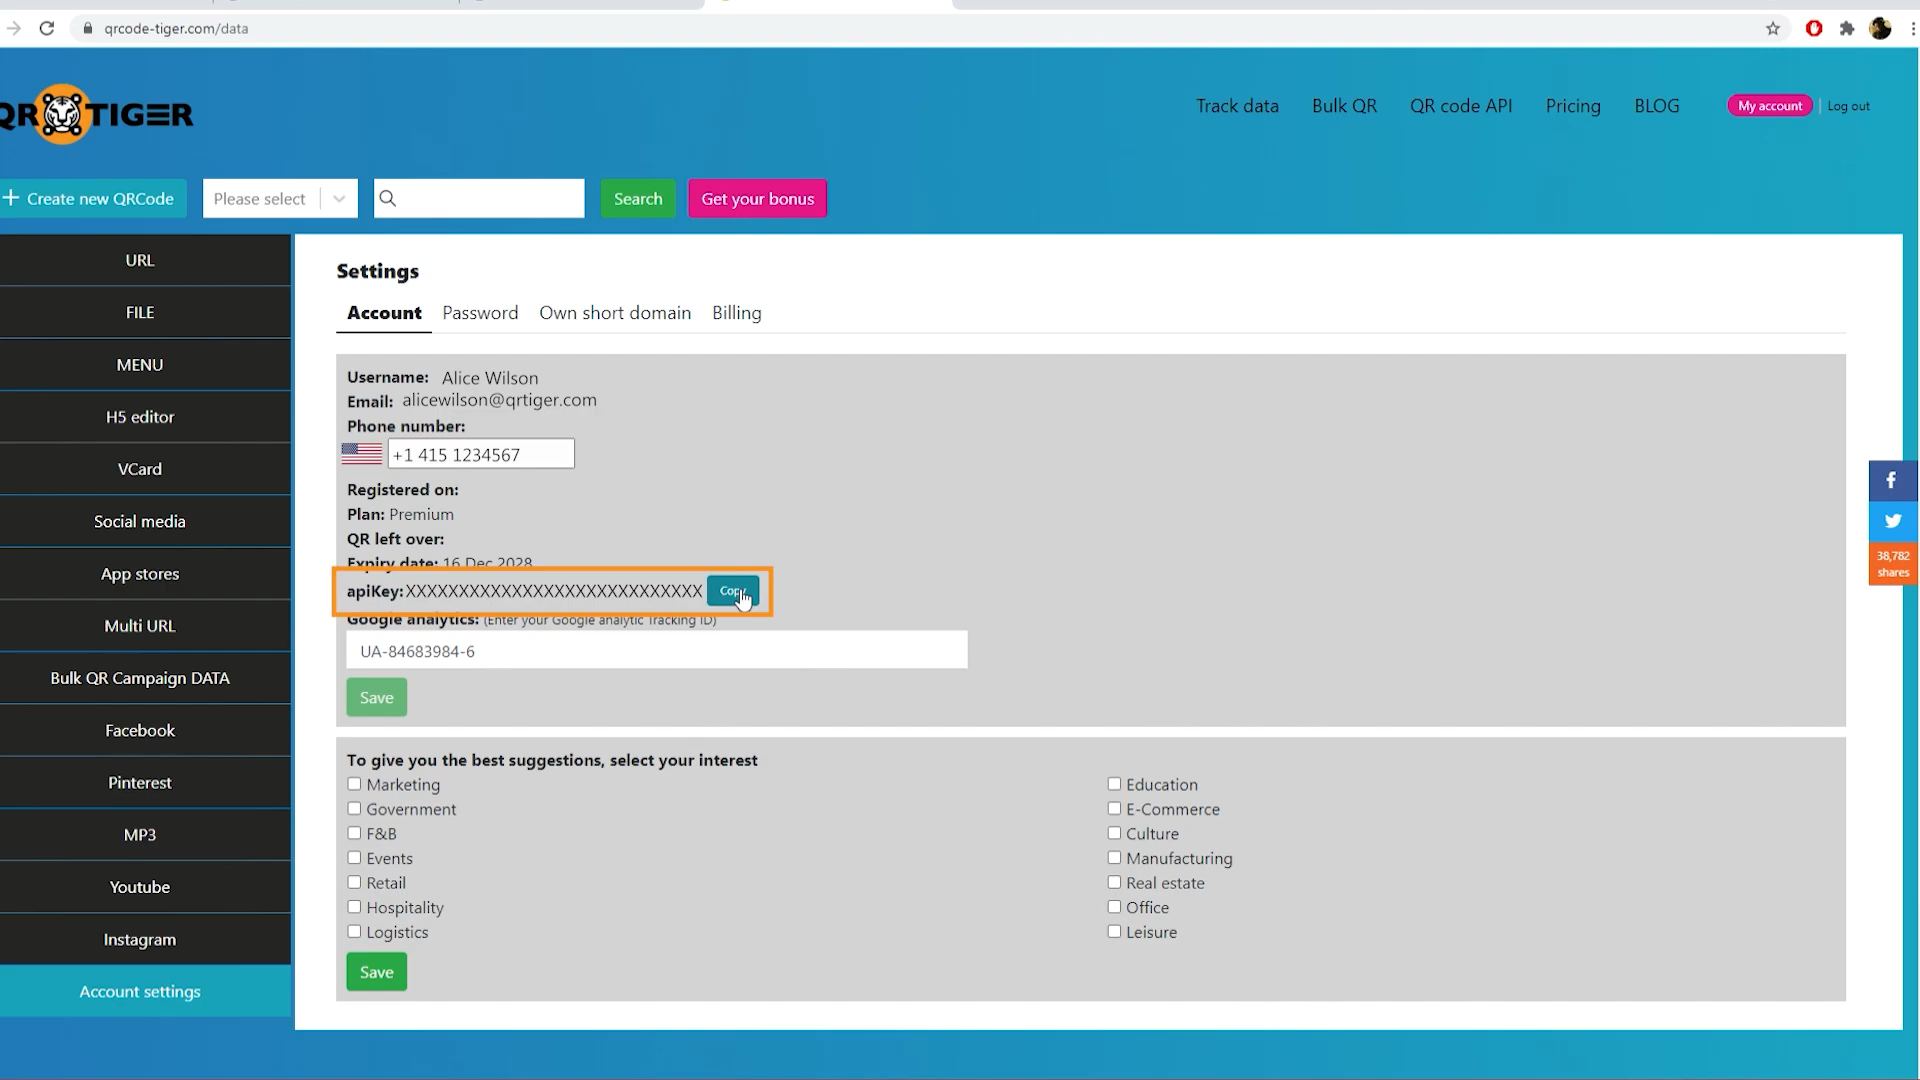 qrcode-tiger.com/data
QR TIGER
Track data
Bulk QR
QR code API
Pricing
BLOG
My account
Log out
+ Create new QRCode
Please select
Search
Get your bonus
URL
FILE
MENU
H5 editor
VCard
Social media
App stores
Multi URL
Bulk QR Campaign DATA
Facebook
Pinterest
MP3
Youtube
Instagram
Account settings
Settings
Account
Password
Own short domain
Billing
Username: Alice Wilson
Email: alicewilson@qrtiger.com
Phone number:
+1 415 1234567
Registered on:
Plan: Premium
QR left over:
Expiry date: 16 Dec 2028
apiKey:XXXXXXXXXXXXXXXXXXXXXXXXXXXX
Copy
Google analytics: (Enter your Google analytic Tracking ID)
UA-84683984-6
Save
To give you the best suggestions, select your interest
Marketing
Government
F&B
Events
Retail
Hospitality
Logistics
Education
E-Commerce
Culture
Manufacturing
Real estate
Office
Leisure
Save
38,782
shares